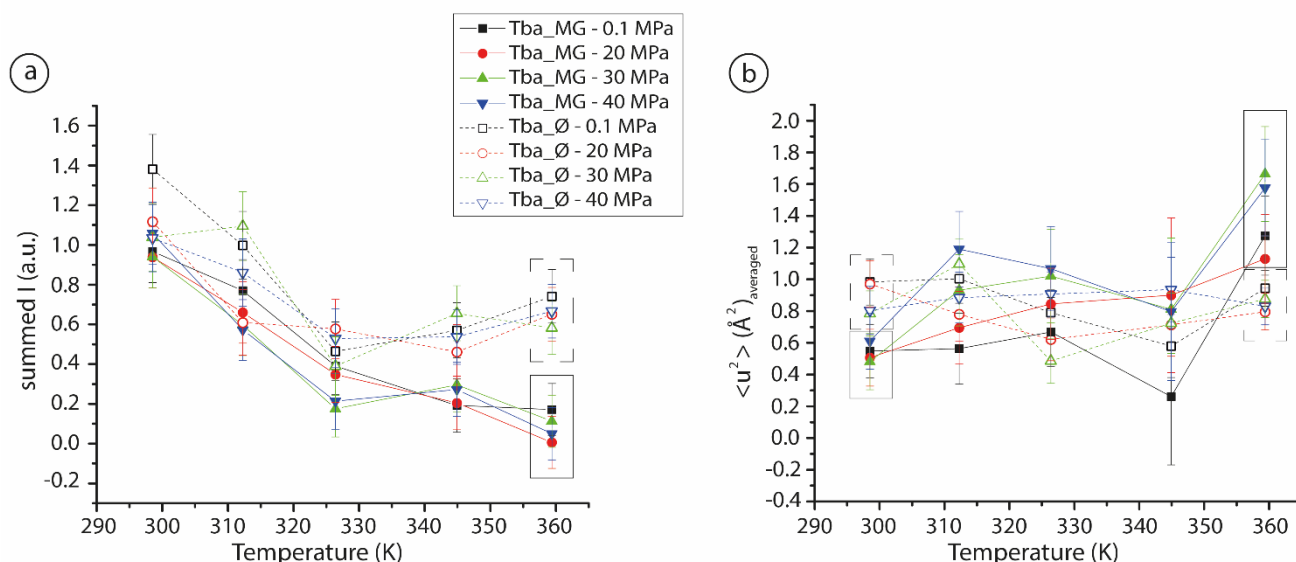 a
Tba_MG - 0.1 MPa
Tba_MG - 20 MPa
Tba_MG - 30 MPa
Tba_MG - 40 MPa
Tba_Ø - 0.1 MPa
Tba_Ø - 20 MPa
Tba_Ø - 30 MPa
Tba_Ø - 40 MPa
summed I (a.u.)
1.6
1.4
1.2
1.0
0.8
0.6
0.4
0.2
0.0
-0.2
290 300 310 320 330 340 350 360
Temperature (K)
b
<u²> (Å²)averaged
2.0
1.8
1.6
1.4
1.2
1.0
0.8
0.6
0.4
0.2
0.0
-0.2
-0.4
290 300 310 320 330 340 350 360
Temperature (K)